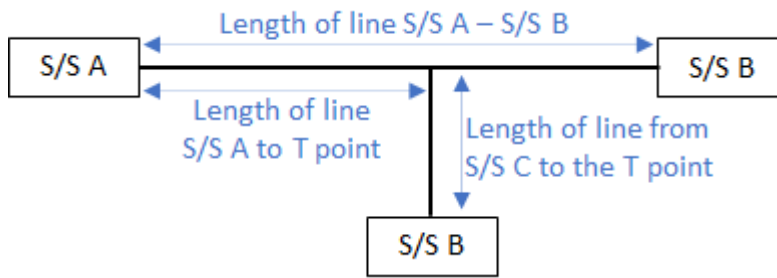 Length of line S/S A – S/S B
S/S A
S/S B
Length of line
S/S A to T point
Length of line from
S/S C to the T point
S/S B